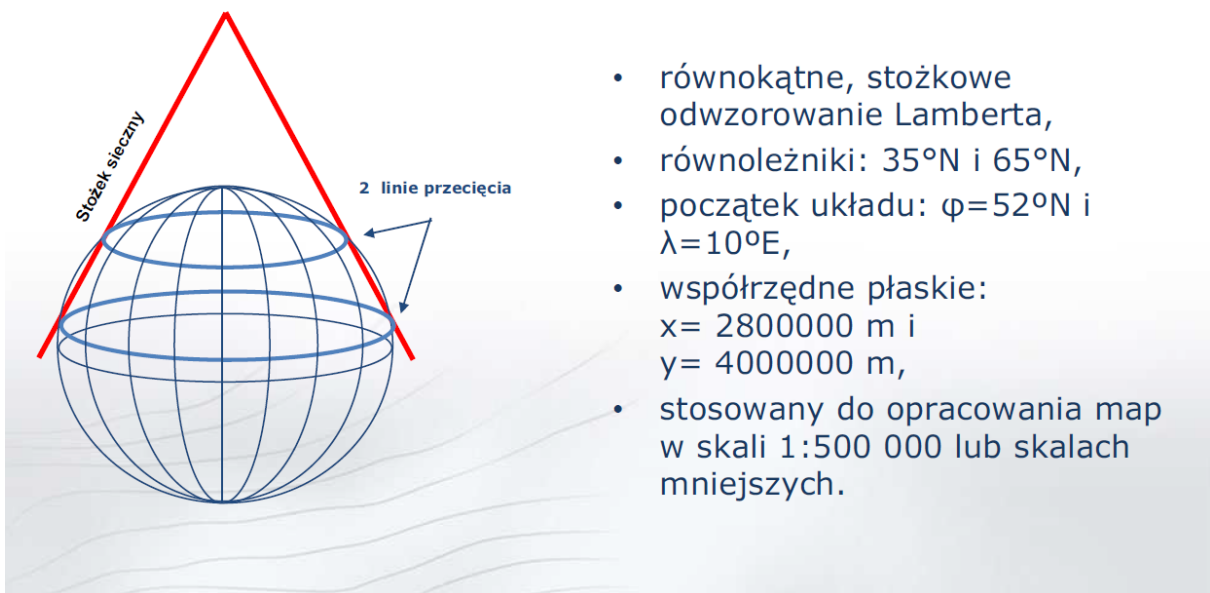 Stożek sieczny
2 linie przecięcia
• równokątne, stożkowe
odwzorowanie Lamberta,
• równoleżniki: 35°N i 65°N,
• początek układu: φ=52ºN i
λ=10ºE,
• współrzędne płaskie:
x= 2800000 m i
y= 4000000 m,
• stosowany do opracowania map
w skali 1:500 000 lub skalach
mniejszych.